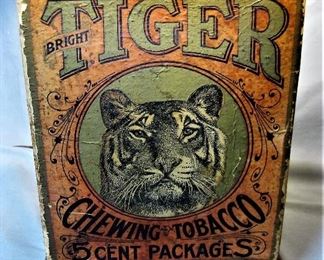 TIGER
BRIGHT
CHEWING TOBACCO
5 CENT PACKAGES